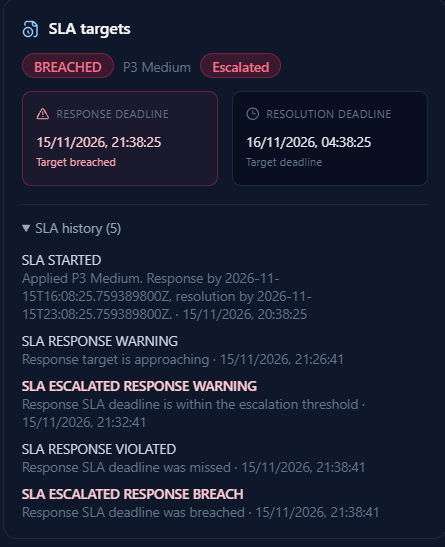 SLA targets
BREACHED P3 Medium Escalated
RESPONSE DEADLINE
15/11/2026, 21:38:25
Target breached
RESOLUTION DEADLINE
16/11/2026, 04:38:25
Target deadline
▼ SLA history (5)
SLA STARTED
Applied P3 Medium. Response by 2026-11-
15T16:08:25.759389800Z, resolution by 2026-11-
15T23:08:25.759389800Z. · 15/11/2026, 20:38:25
SLA RESPONSE WARNING
Response target is approaching · 15/11/2026, 21:26:41
SLA ESCALATED RESPONSE WARNING
Response SLA deadline is within the escalation threshold ·
15/11/2026, 21:32:41
SLA RESPONSE VIOLATED
Response SLA deadline was missed · 15/11/2026, 21:38:41
SLA ESCALATED RESPONSE BREACH
Response SLA deadline was breached · 15/11/2026, 21:38:41